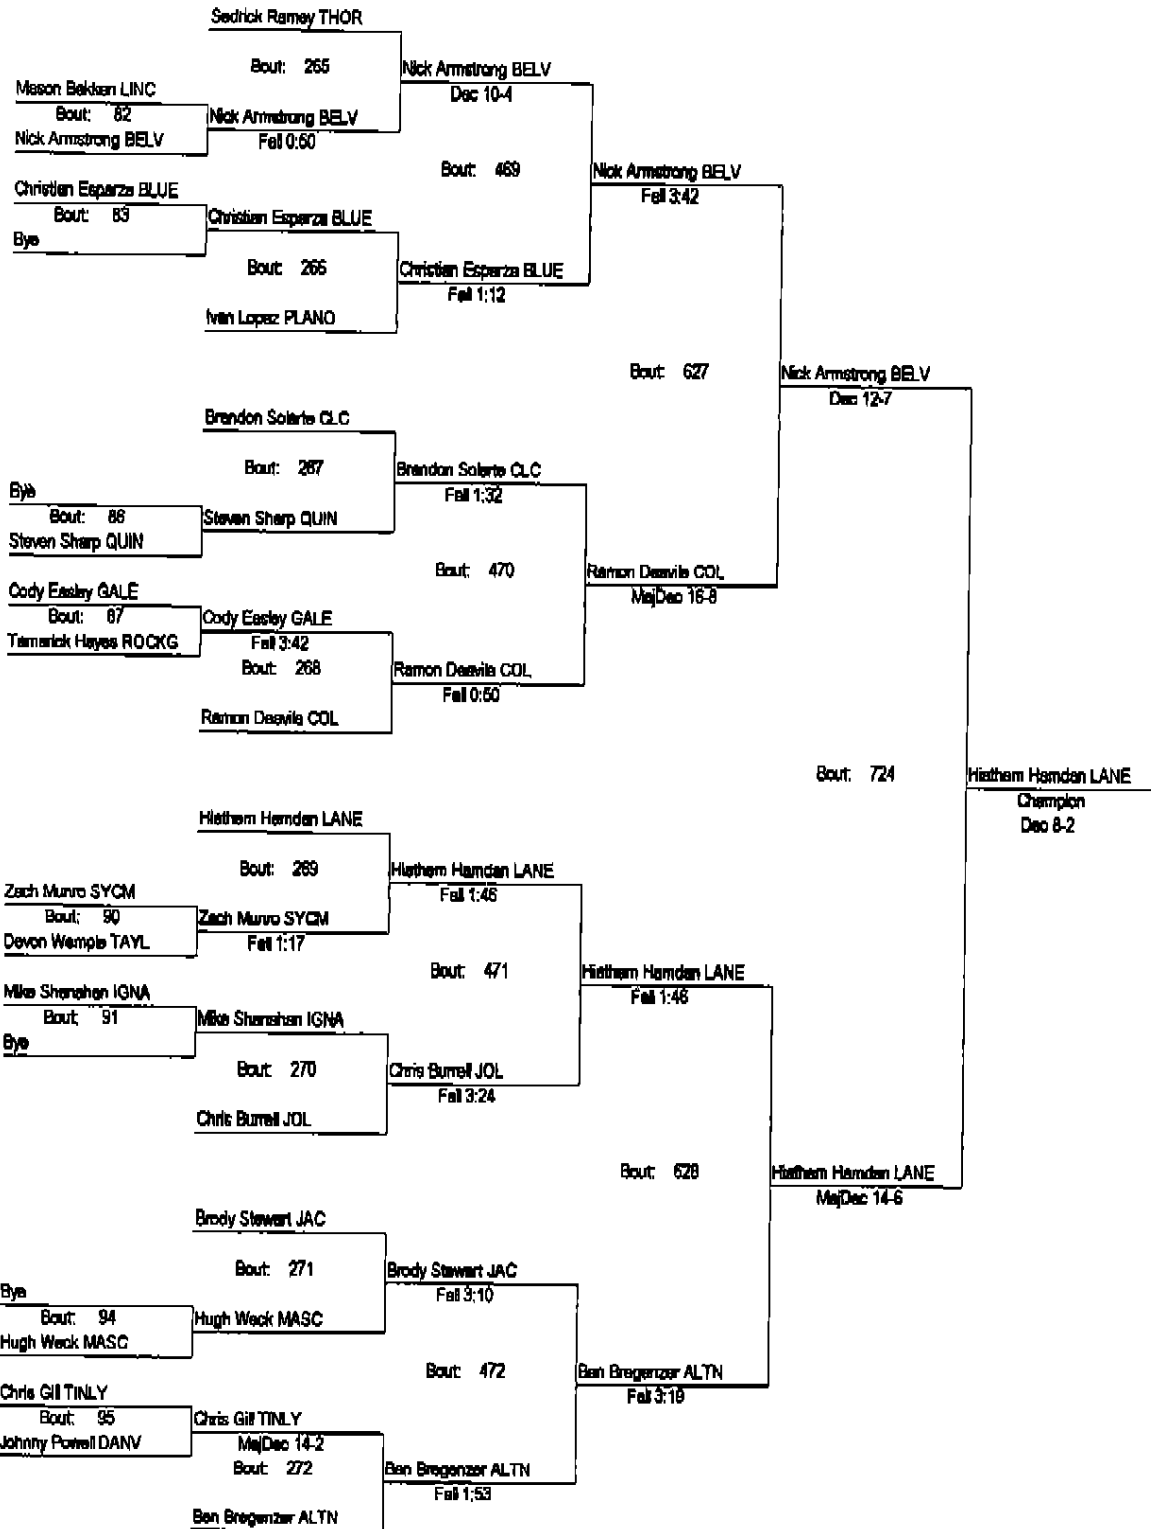 Sedrick Ramey THOR
Bout: 265
Nick Armstrong BELV
Dec 10-4
Mason Bekken LINC
Bout: 82
Nick Armstrong BELV
Nick Armstrong BELV
Fall 0:50
Bout: 469
Nick Armstrong BELV
Fall 3:42
Christian Esparza BLUE
Bout: 83
Bye
Christian Esparza BLUE
Bout: 266
Christian Esparza BLUE
Fall 1:12
Ivan Lopez PLANO
Bout: 627
Nick Armstrong BELV
Dec 12-7
Brandon Solarte CLC
Bout: 267
Brandon Solarte CLC
Fall 1:32
Bye
Bout: 86
Steven Sharp QUIN
Steven Sharp QUIN
Bout: 470
Ramon Deavila COL
MajDec 16-8
Cody Easley GALE
Bout: 87
Tamarick Hayes ROCKG
Cody Easley GALE
Fall 3:42
Bout: 268
Ramon Deavila COL
Fall 0:50
Ramon Deavila COL
Bout: 724
Hiatham Hamdan LANE
Champion
Dec 8-2
Hiatham Hamdan LANE
Bout: 269
Hiatham Hamdan LANE
Fall 1:46
Zach Munro SYCM
Bout: 90
Devon Wample TAYL
Zach Munro SYCM
Fall 1:17
Bout: 471
Hiatham Hamdan LANE
Fall 1:46
Mike Shanahan IGNA
Bout: 91
Bye
Mike Shanahan IGNA
Bout: 270
Chris Burrell JOL
Fall 3:24
Chris Burrell JOL
Bout: 628
Hiatham Hamdan LANE
MajDec 14-6
Brody Stewart JAC
Bout: 271
Brody Stewart JAC
Fall 3:10
Bye
Bout: 94
Hugh Weck MASC
Hugh Weck MASC
Bout: 472
Ben Bregenzer ALTN
Fall 3:19
Chris Gill TINLY
Bout: 95
Johnny Powell DANV
Chris Gill TINLY
MajDec 14-2
Bout: 272
Ben Bregenzer ALTN
Fall 1:53
Ben Bregenzer ALTN